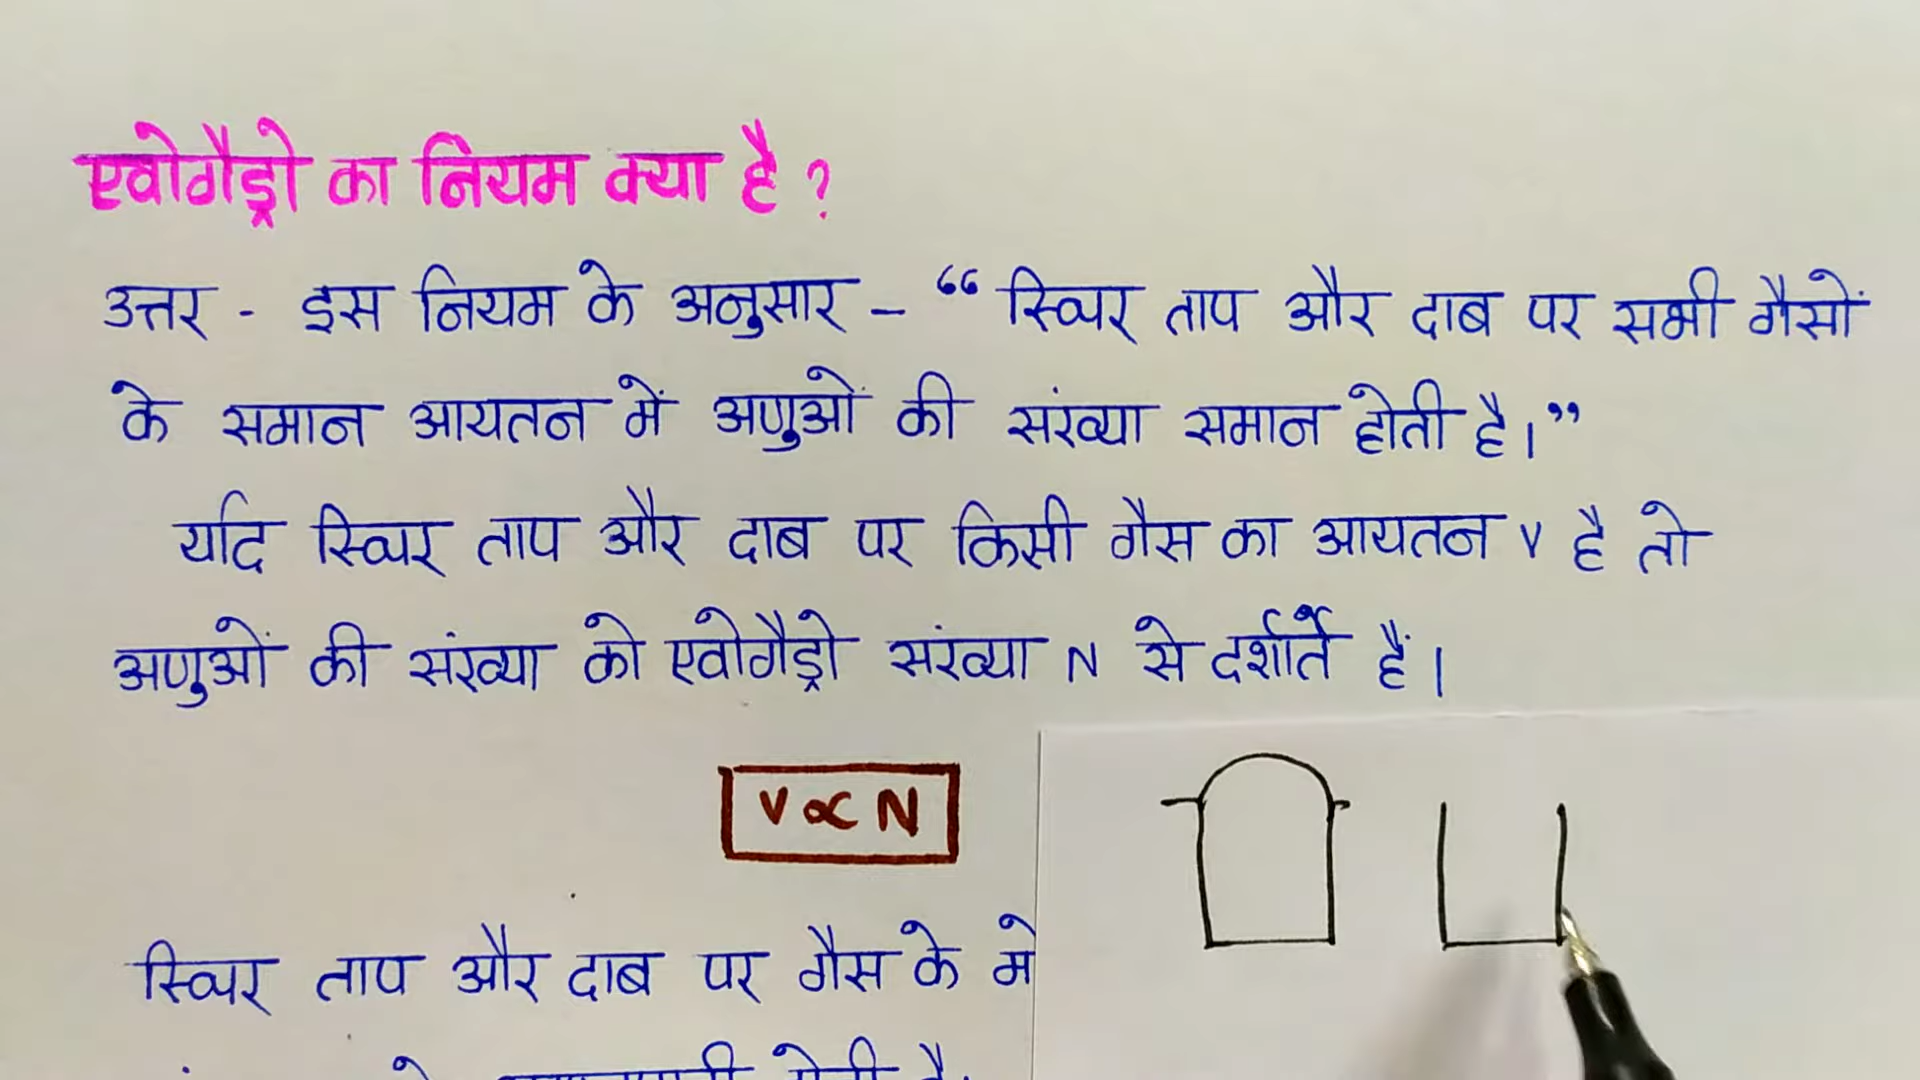 एवोगैड्रो का नियम क्या है ?
उत्तर - इस नियम के अनुसार - “ स्थिर ताप और दाब पर सभी गैसों
के समान आयतन में अणुओं की संख्या समान होती है।”
यदि स्थिर ताप और दाब पर किसी गैस का आयतन V है तो
अणुओं की संख्या को एवोगैड्रो संख्या N से दर्शाते हैं।
V ∝ N
स्थिर ताप और दाब पर गैस के